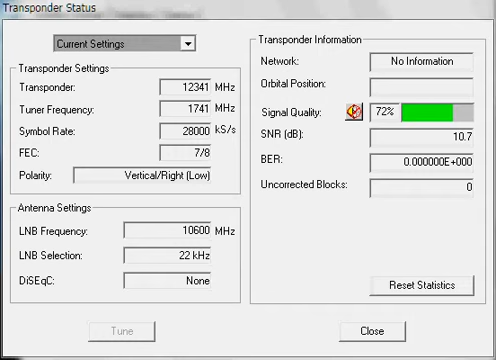 Transponder Status
Current Settings
Transponder Settings
Transponder: 12341 MHz
Tuner Frequency: 1741 MHz
Symbol Rate: 28000 kS/s
FEC: 7/8
Polarity: Vertical/Right (Low)
Antenna Settings
LNB Frequency: 10600 MHz
LNB Selection: 22 kHz
DiSEqC: None
Tune
Transponder Information
Network: No Information
Orbital Position:
Signal Quality: 72%
SNR (dB): 10.7
BER: 0.000000E+000
Uncorrected Blocks: 0
Reset Statistics
Close